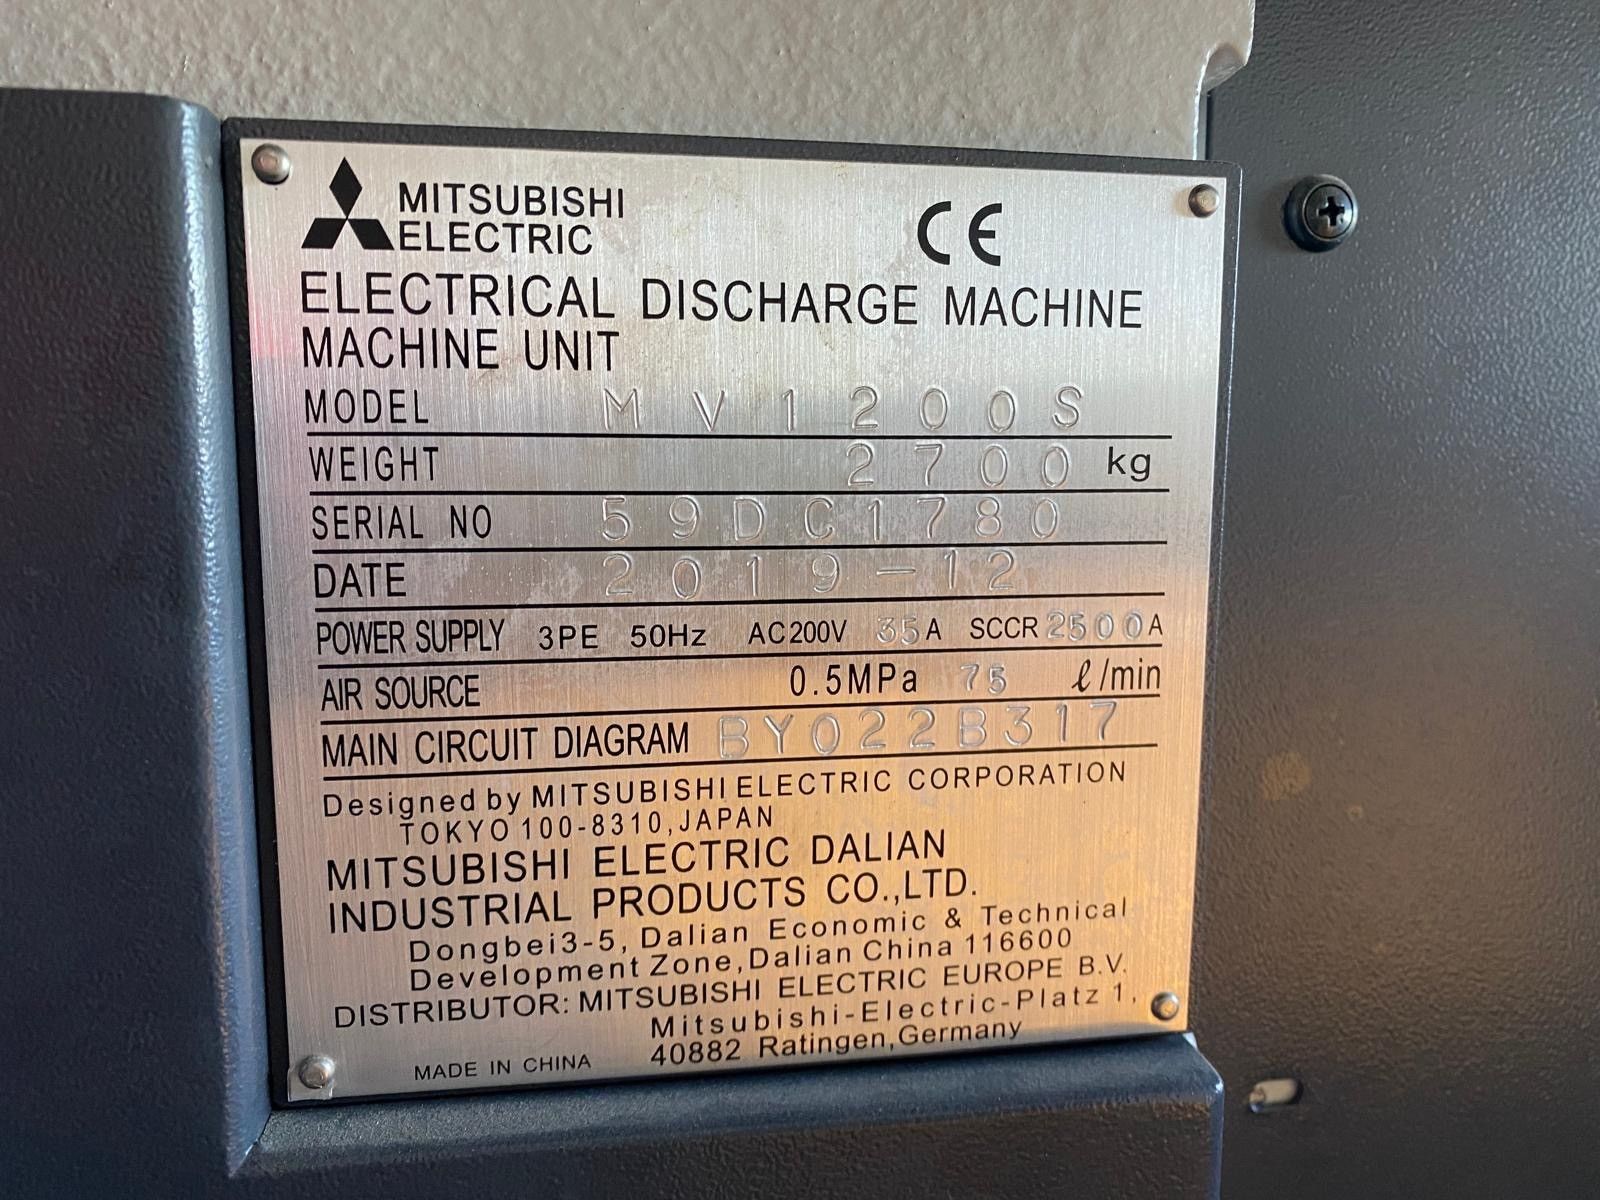 MITSUBISHI
ELECTRIC
CE
ELECTRICAL DISCHARGE MACHINE
MACHINE UNIT
MODEL MV1200S
WEIGHT 2700 kg
SERIAL NO 59DC1780
DATE 2019-12
POWER SUPPLY 3PE 50Hz AC200V 35A SCCR 2500A
AIR SOURCE 0.5MPa 75 ℓ/min
MAIN CIRCUIT DIAGRAM BY022B317
Designed by MITSUBISHI ELECTRIC CORPORATION
TOKYO 100-8310, JAPAN
MITSUBISHI ELECTRIC DALIAN
INDUSTRIAL PRODUCTS CO.,LTD.
Dongbei3-5, Dalian Economic & Technical
Development Zone, Dalian China 116600
DISTRIBUTOR: MITSUBISHI ELECTRIC EUROPE B.V.
Mitsubishi-Electric-Platz 1,
40882 Ratingen, Germany
MADE IN CHINA